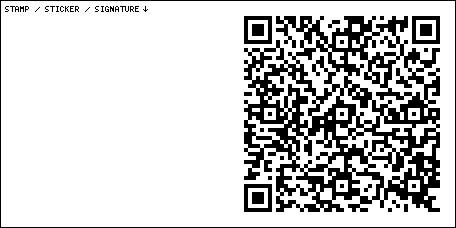 STAMP / STICKER / SIGNATURE ↓